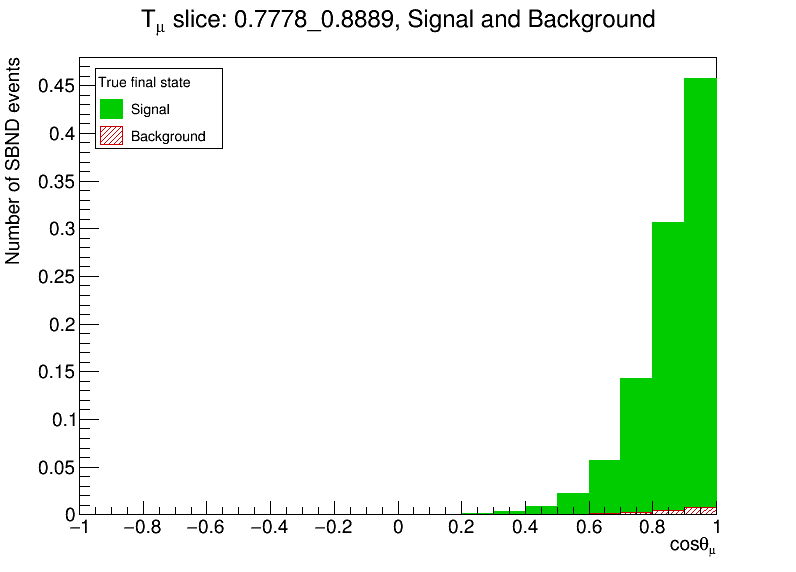 Tμ slice: 0.7778_0.8889, Signal and Background
Number of SBND events
True final state
Signal
Background
0.45
0.4
0.35
0.3
0.25
0.2
0.15
0.1
0.05
0
−1 −0.8 −0.6 −0.4 −0.2 0 0.2 0.4 0.6 0.8 1
cosθμ